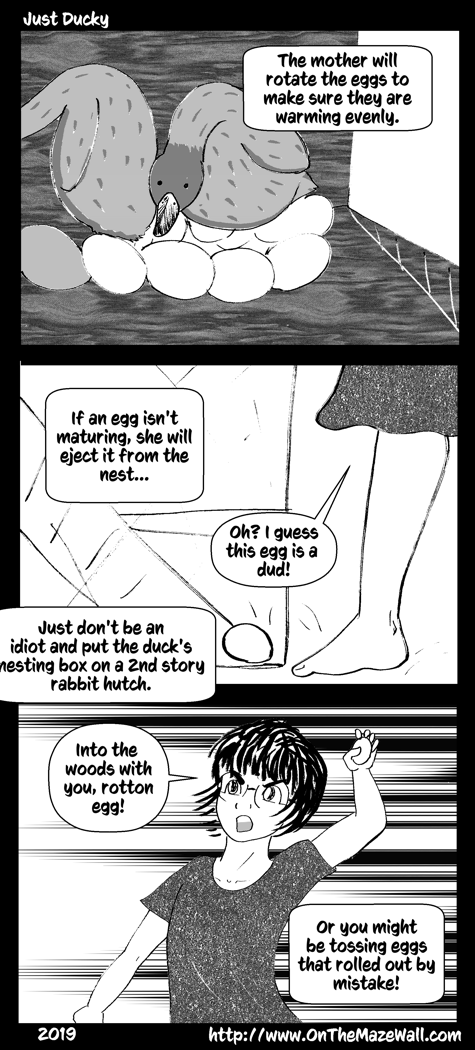 Just Ducky
The mother will
rotate the eggs to
make sure they are
warming evenly.
If an egg isn't
maturing, she will
eject it from the
nest...
Oh? I guess
this egg is a
dud!
Just don't be an
idiot and put the duck's
nesting box on a 2nd story
rabbit hutch.
Into the
woods with
you, rotton
egg!
Or you might
be tossing eggs
that rolled out by
mistake!
2019
http://www.OnTheMazeWall.com